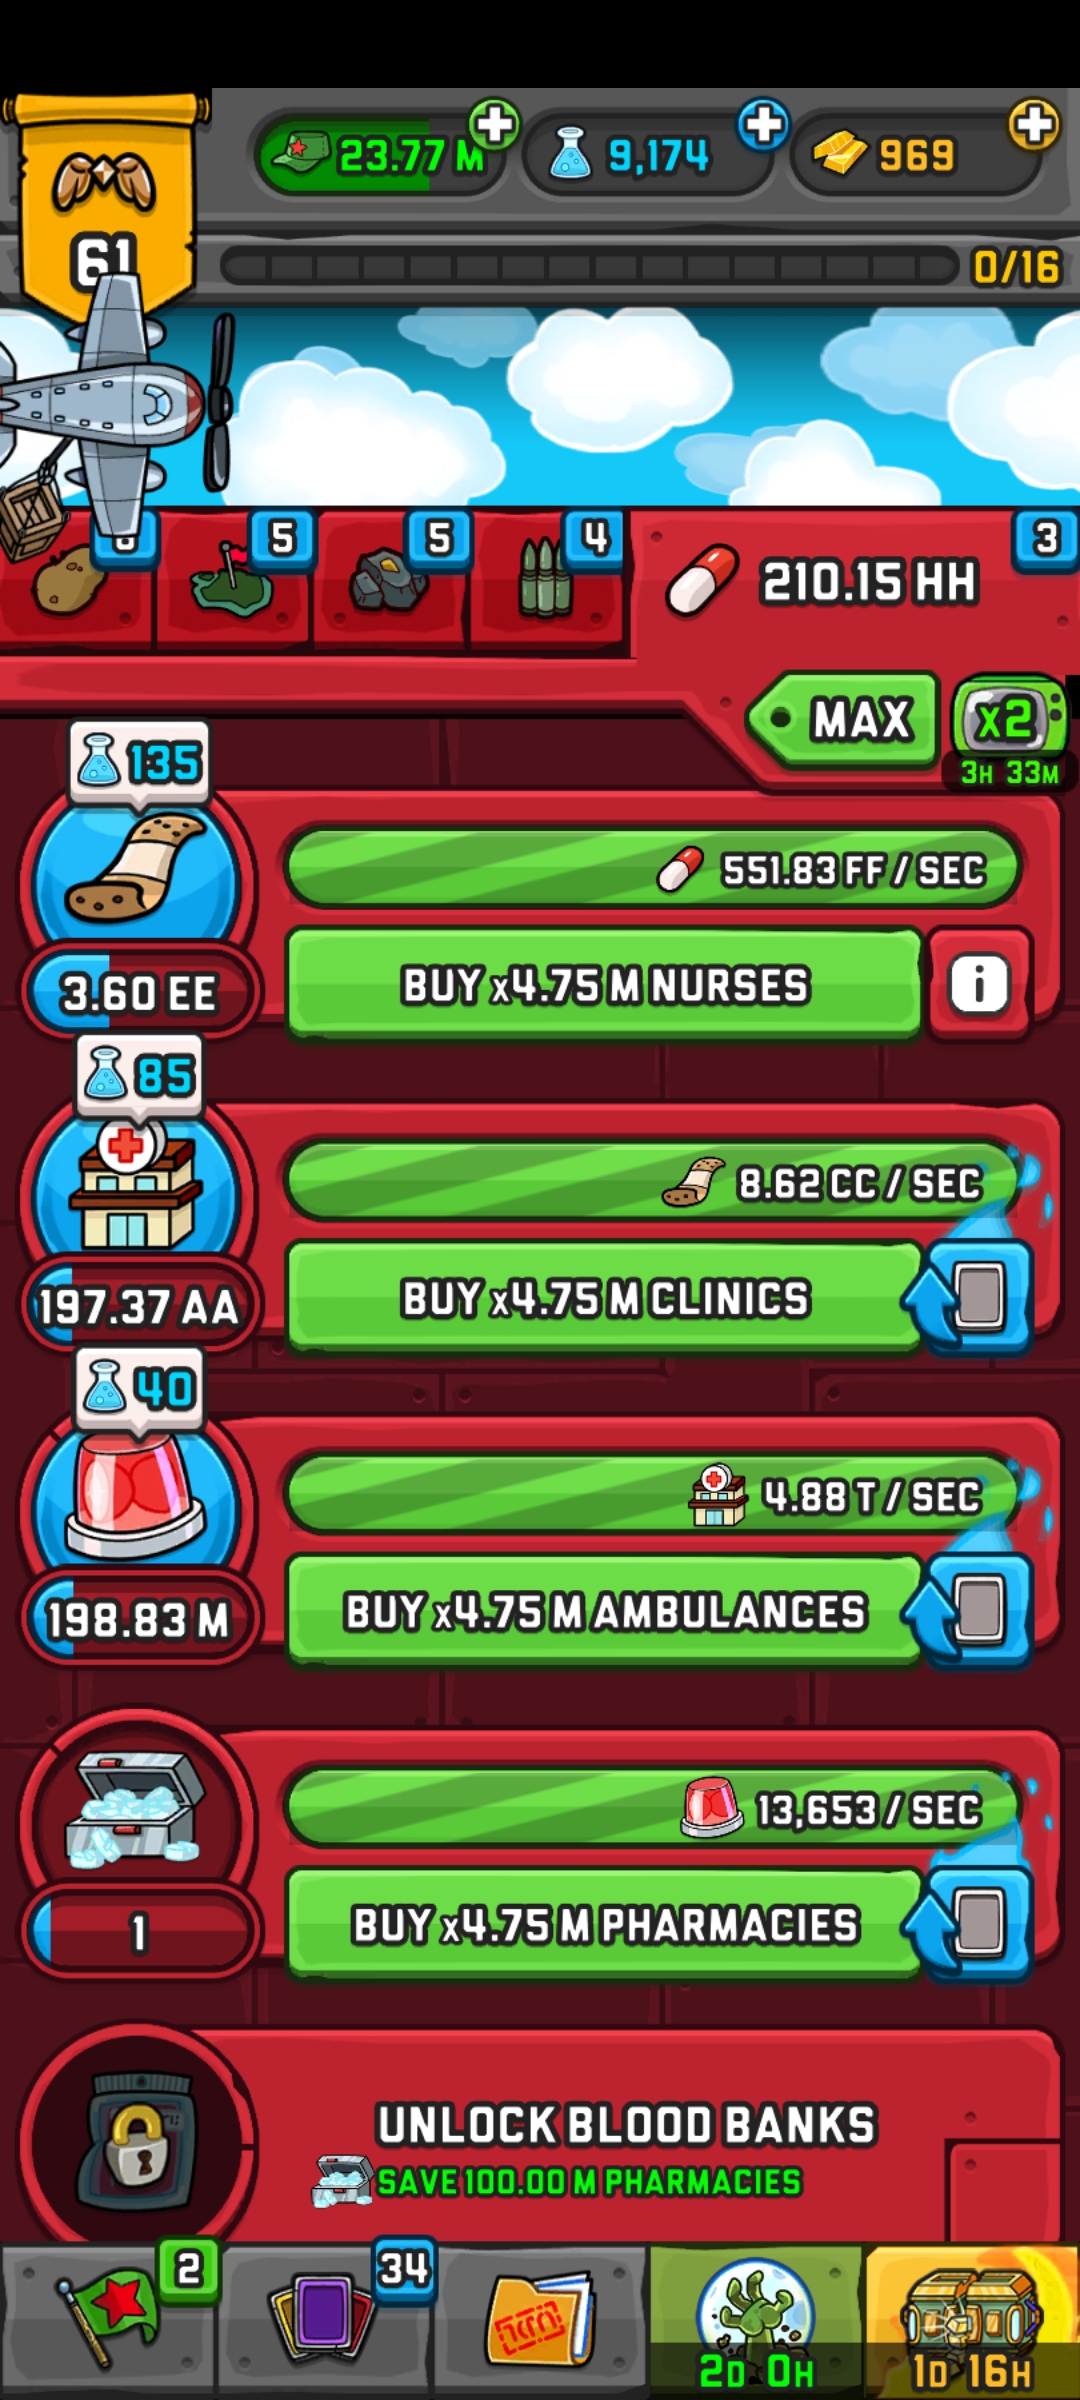 23.77 M
9,174
969
61
0/16
5
5
4
3
210.15 HH
MAX
x2
3H 33M
135
551.83 FF / SEC
3.60 EE
BUY x4.75 M NURSES
i
85
8.62 CC / SEC
197.37 AA
BUY x4.75 M CLINICS
40
4.88 T / SEC
198.83 M
BUY x4.75 M AMBULANCES
13,653 / SEC
1
BUY x4.75 M PHARMACIES
UNLOCK BLOOD BANKS
SAVE 100.00 M PHARMACIES
2
34
2D 0H
1D 16H